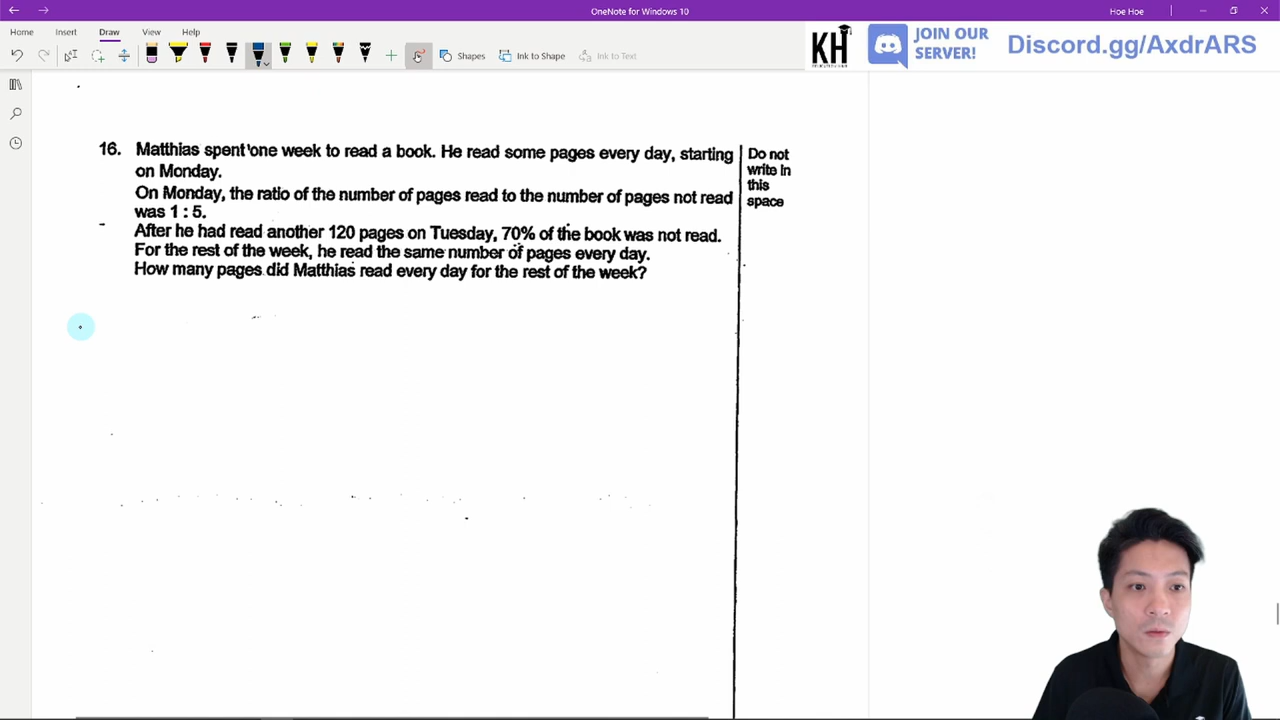 OneNote for Windows 10
Hoe Hoe
Home Insert Draw View Help
Shapes Ink to Shape Ink to Text
KH
JOIN OUR
SERVER!
Discord.gg/AxdrARS
16. Matthias spent one week to read a book. He read some pages every day, starting
on Monday.
On Monday, the ratio of the number of pages read to the number of pages not read
was 1 : 5.
After he had read another 120 pages on Tuesday, 70% of the book was not read.
For the rest of the week, he read the same number of pages every day.
How many pages did Matthias read every day for the rest of the week?
Do not
write in
this
space